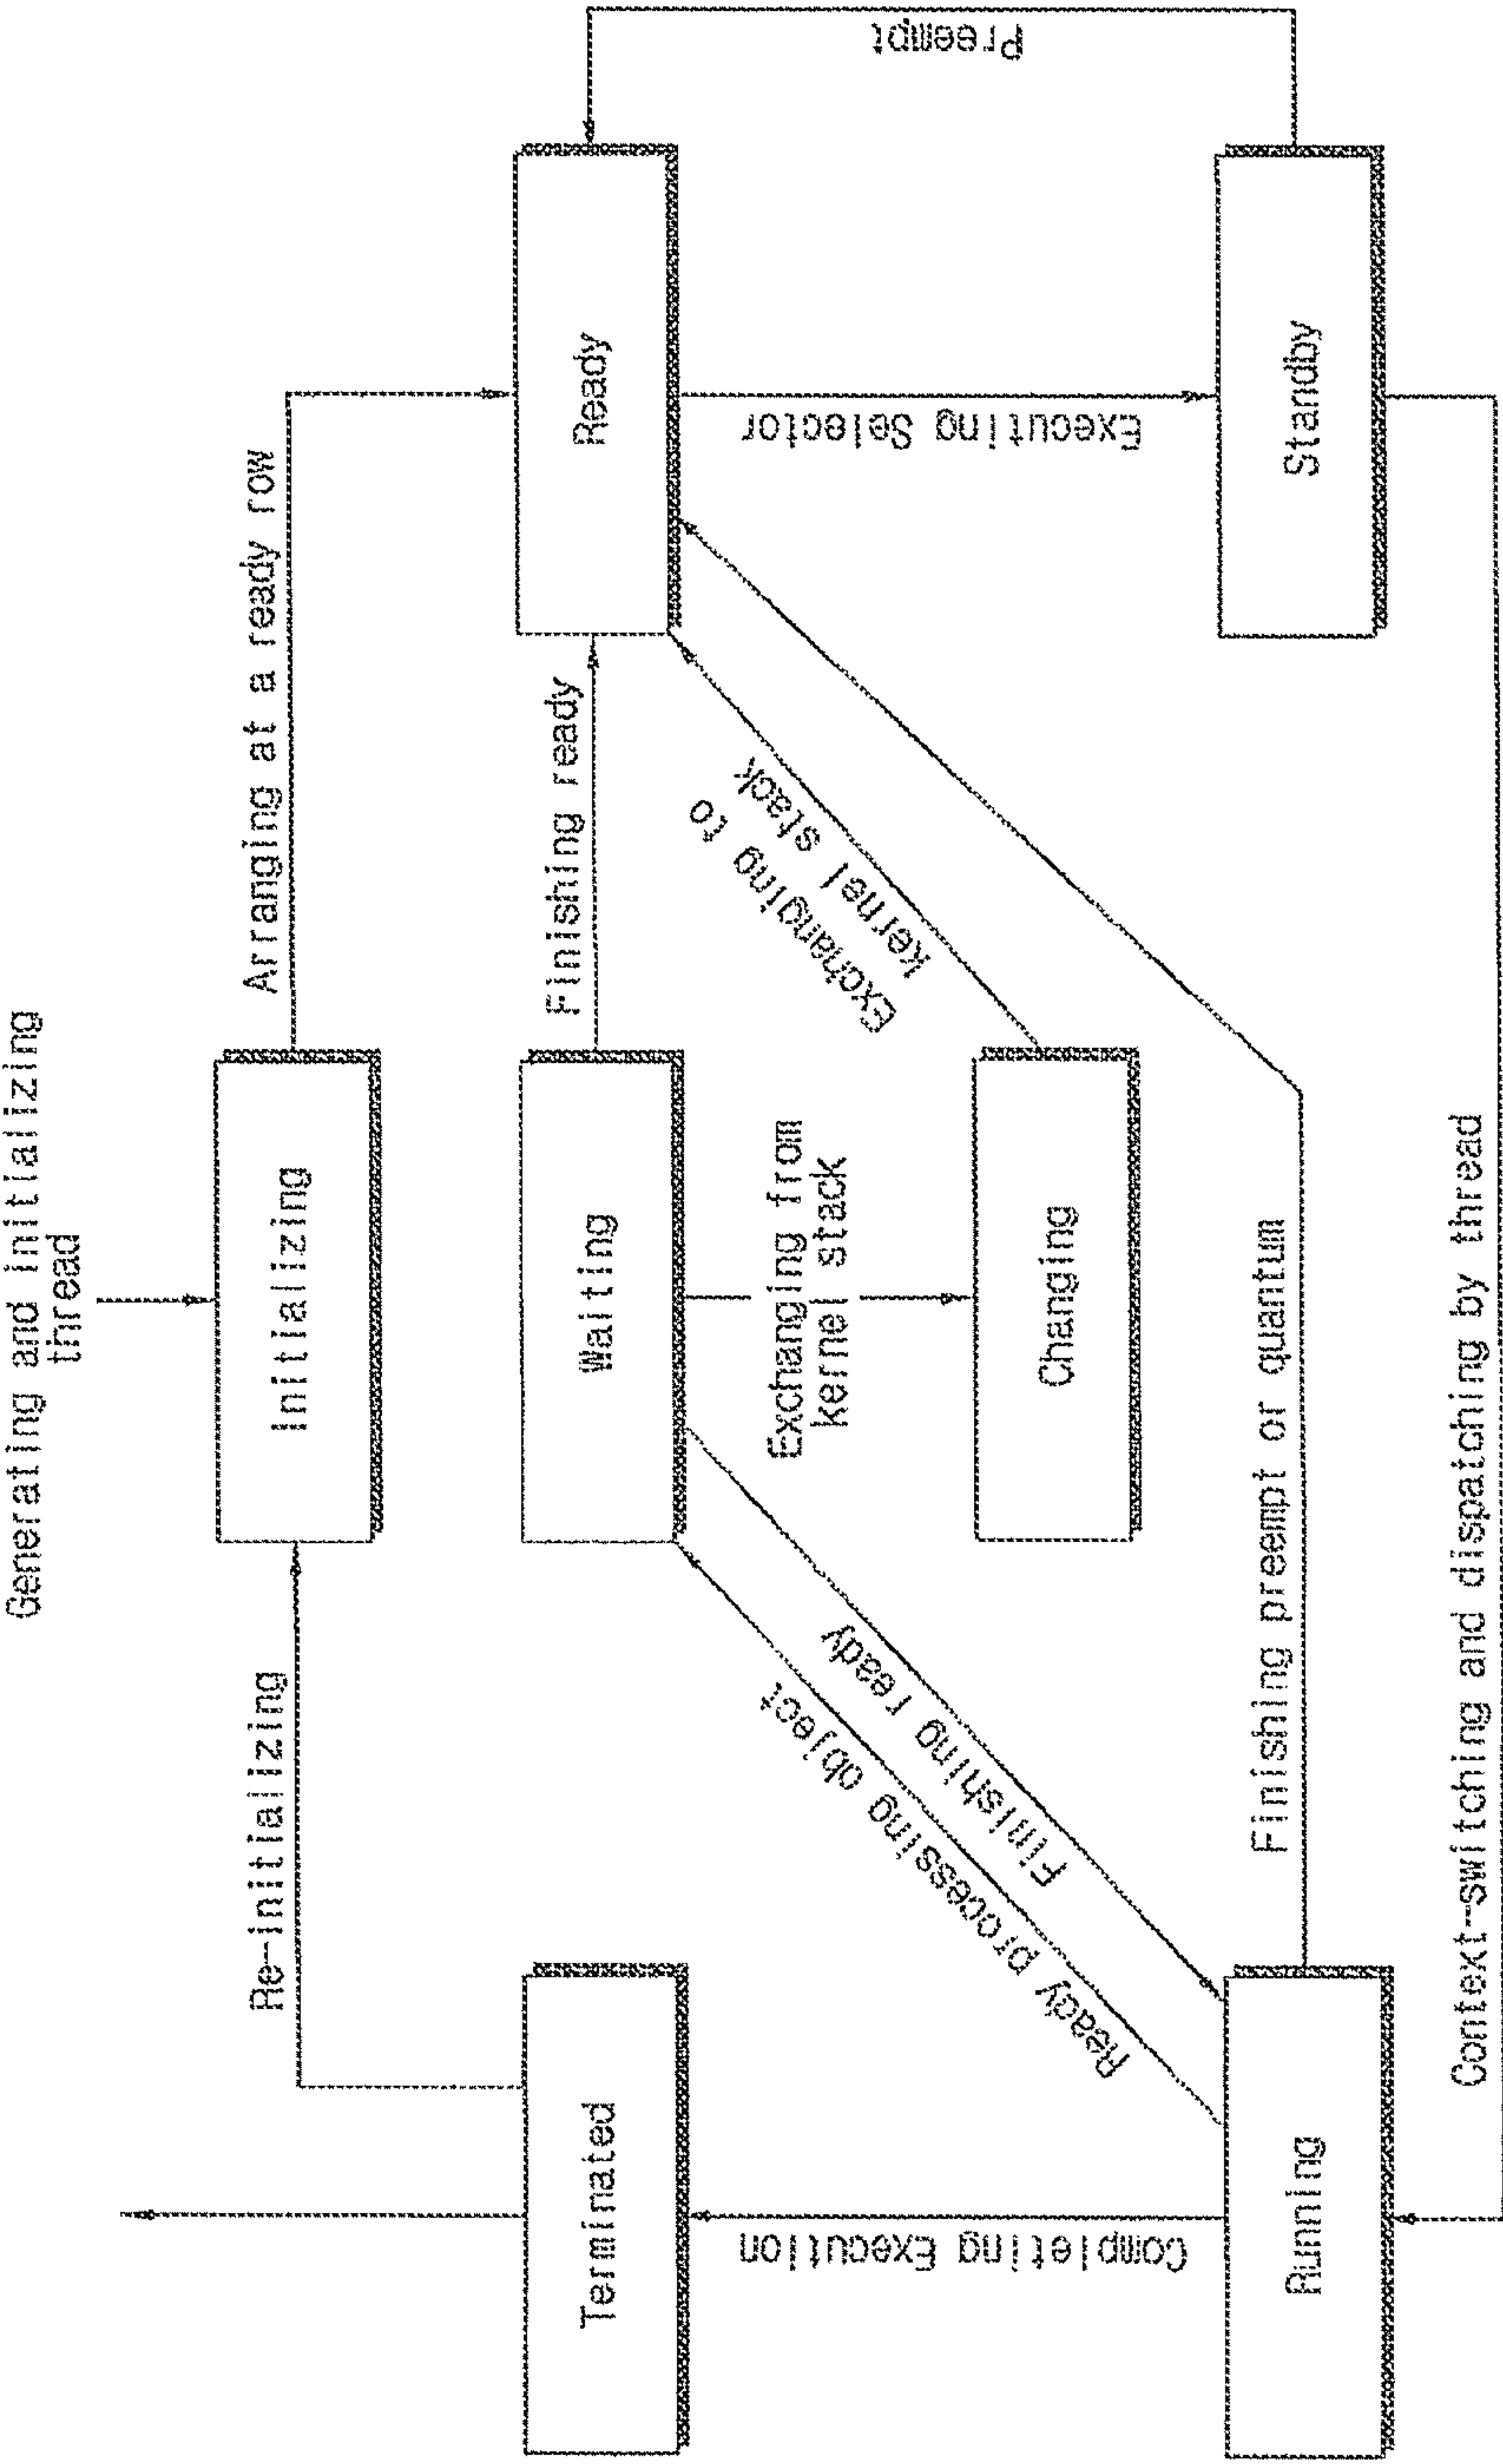 Generating and initializing
thread
Re-initializing
Initializing
Arranging at a ready row
Terminated
Waiting
Finishing ready
Ready
Completing Execution
Ready processing object
Finishing ready
Exchanging from
kernel stack
Exchanging to
kernel stack
Executing Selector
Preempt
Changing
Running
Finishing preempt or quantum
Standby
Context-switching and dispatching by thread